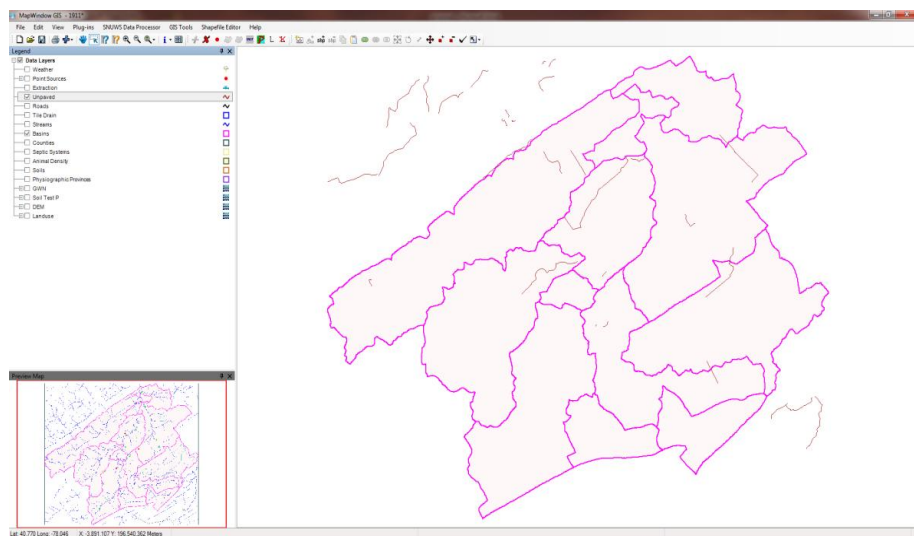 MapWindow GIS - 1911*
File Edit View Plug-ins SNUWS Data Processor GIS Tools Shapefile Editor Help
Legend
Data Layers
Weather
Point Sources
Extraction
Unpaved
Roads
Tile Drain
Streams
Basins
Counties
Septic Systems
Animal Density
Soils
Physiographic Provinces
GWN
Soil Test P
DEM
Landuse
Preview Map
Lat: 40.770 Long: -78.046 X: -3,891.107 Y: 196,540.362 Meters